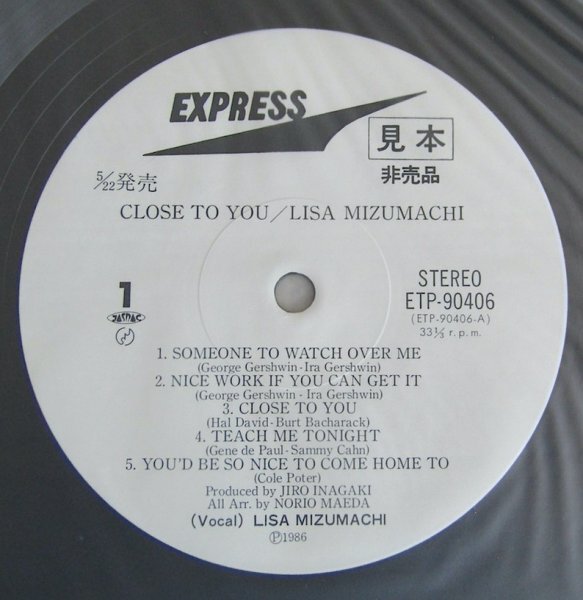 EXPRESS
見本
非売品
5/22発売
CLOSE TO YOU/LISA MIZUMACHI
1
STEREO
JASRAC
ETP-90406
(ETP-90406-A)
33⅓ r.p.m.
1. SOMEONE TO WATCH OVER ME
(George Gershwin-Ira Gershwin)
2. NICE WORK IF YOU CAN GET IT
(George Gershwin-Ira Gershwin)
3. CLOSE TO YOU
(Hal David-Burt Bacharack)
4. TEACH ME TONIGHT
(Gene de Paul-Sammy Cahn)
5. YOU'D BE SO NICE TO COME HOME TO
(Cole Poter)
Produced by JIRO INAGAKI
All Arr. by NORIO MAEDA
(Vocal) LISA MIZUMACHI
Ⓟ1986